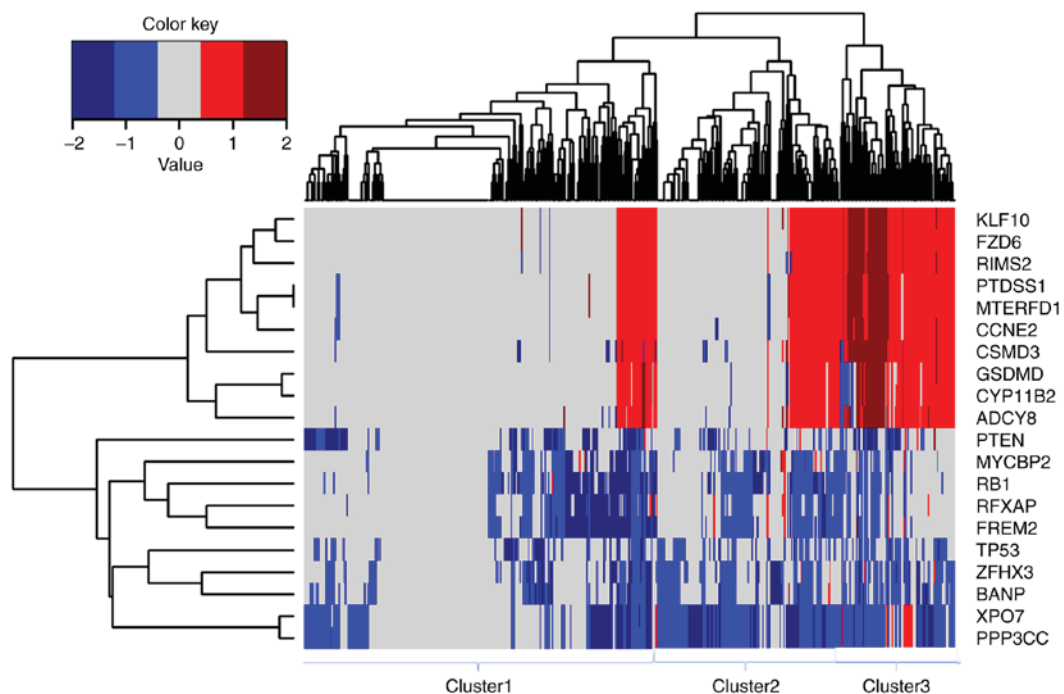 Color key
−2 −1 0 1 2
Value
KLF10
FZD6
RIMS2
PTDSS1
MTERFD1
CCNE2
CSMD3
GSDMD
CYP11B2
ADCY8
PTEN
MYCBP2
RB1
RFXAP
FREM2
TP53
ZFHX3
BANP
XPO7
PPP3CC
Cluster1 Cluster2 Cluster3